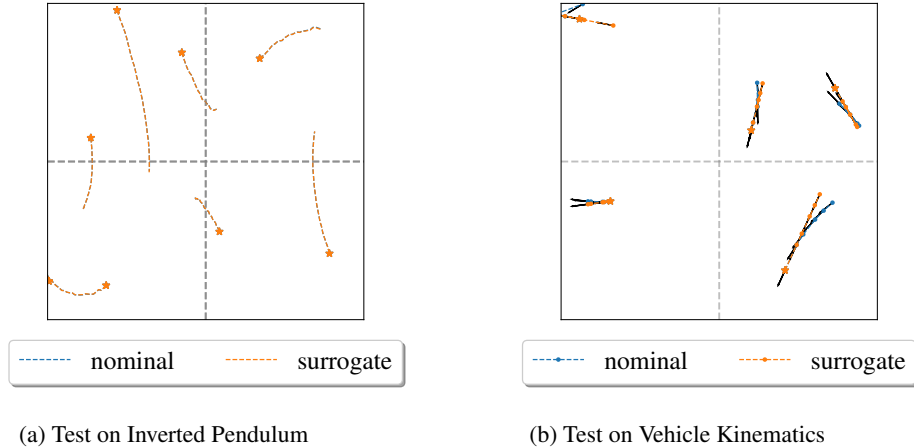 nominal
surrogate
nominal
surrogate
(a) Test on Inverted Pendulum
(b) Test on Vehicle Kinematics